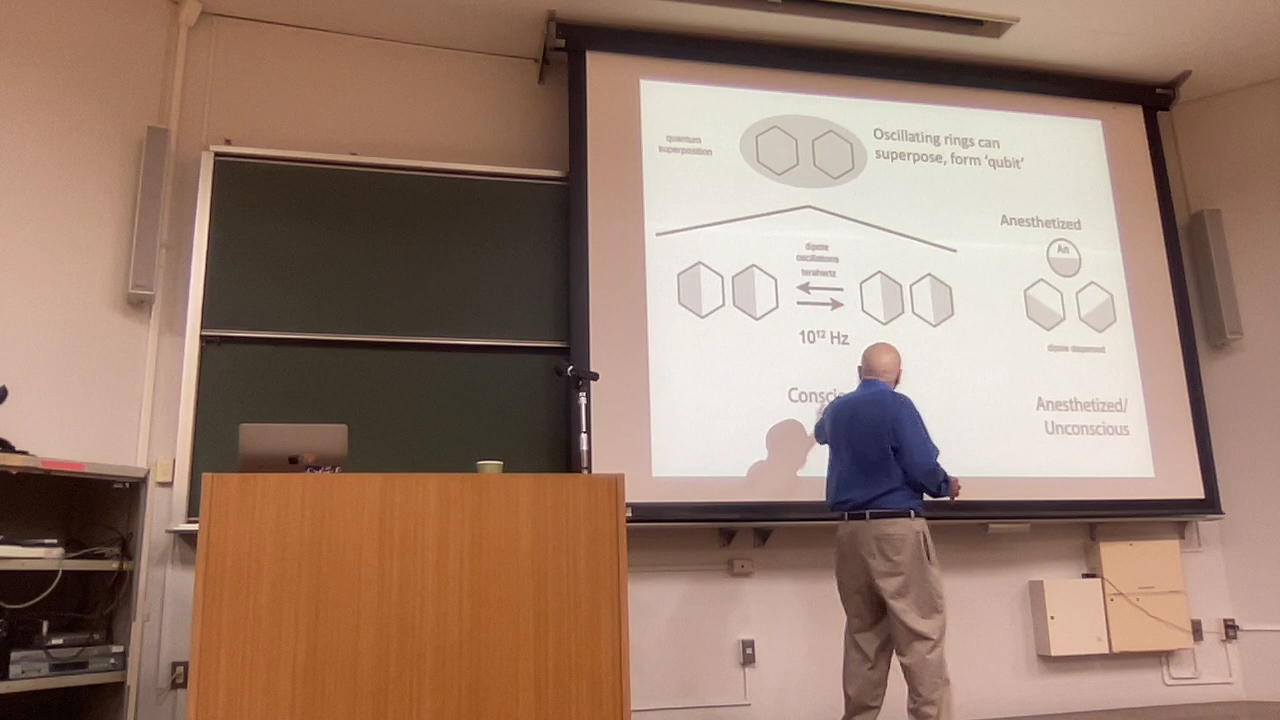 quantum
superposition
Oscillating rings can
superpose, form ‘qubit’
Anesthetized
An
dipole
oscillations
terahertz
10¹² Hz
dipole dispersed
Consci
Anesthetized/
Unconscious